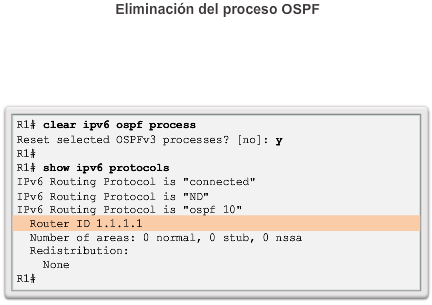 Eliminación del proceso OSPF
R1# clear ipv6 ospf process
Reset selected OSPFv3 processes? [no]: y
R1#
R1# show ipv6 protocols
IPv6 Routing Protocol is "connected"
IPv6 Routing Protocol is "ND"
IPv6 Routing Protocol is "ospf 10"
Router ID 1.1.1.1
Number of areas: 0 normal, 0 stub, 0 nssa
Redistribution:
None
R1#